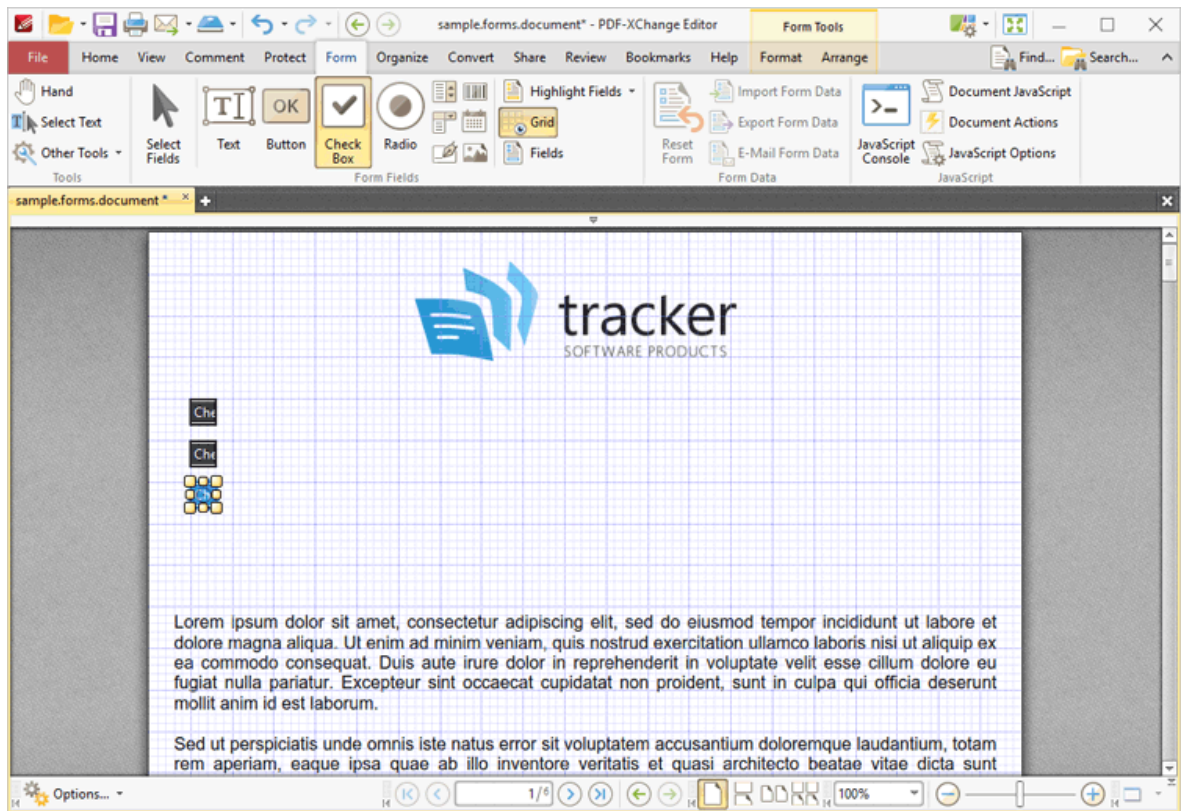 sample.forms.document* - PDF-XChange Editor
Form Tools
File Home View Comment Protect Form Organize Convert Share Review Bookmarks Help Format Arrange Find... Search...
Hand
Select Text
Other Tools
Tools
Select Fields
Text
Button
OK
Check Box
Radio
Highlight Fields
Grid
Fields
Form Fields
Reset Form
Import Form Data
Export Form Data
E-Mail Form Data
Form Data
JavaScript Console
Document JavaScript
Document Actions
JavaScript Options
JavaScript
sample.forms.document *
tracker
SOFTWARE PRODUCTS
Che
Che
Ch
Lorem ipsum dolor sit amet, consectetur adipiscing elit, sed do eiusmod tempor incididunt ut labore et
dolore magna aliqua. Ut enim ad minim veniam, quis nostrud exercitation ullamco laboris nisi ut aliquip ex
ea commodo consequat. Duis aute irure dolor in reprehenderit in voluptate velit esse cillum dolore eu
fugiat nulla pariatur. Excepteur sint occaecat cupidatat non proident, sunt in culpa qui officia deserunt
mollit anim id est laborum.
Sed ut perspiciatis unde omnis iste natus error sit voluptatem accusantium doloremque laudantium, totam
rem aperiam, eaque ipsa quae ab illo inventore veritatis et quasi architecto beatae vitae dicta sunt
Options... 1/6 100%